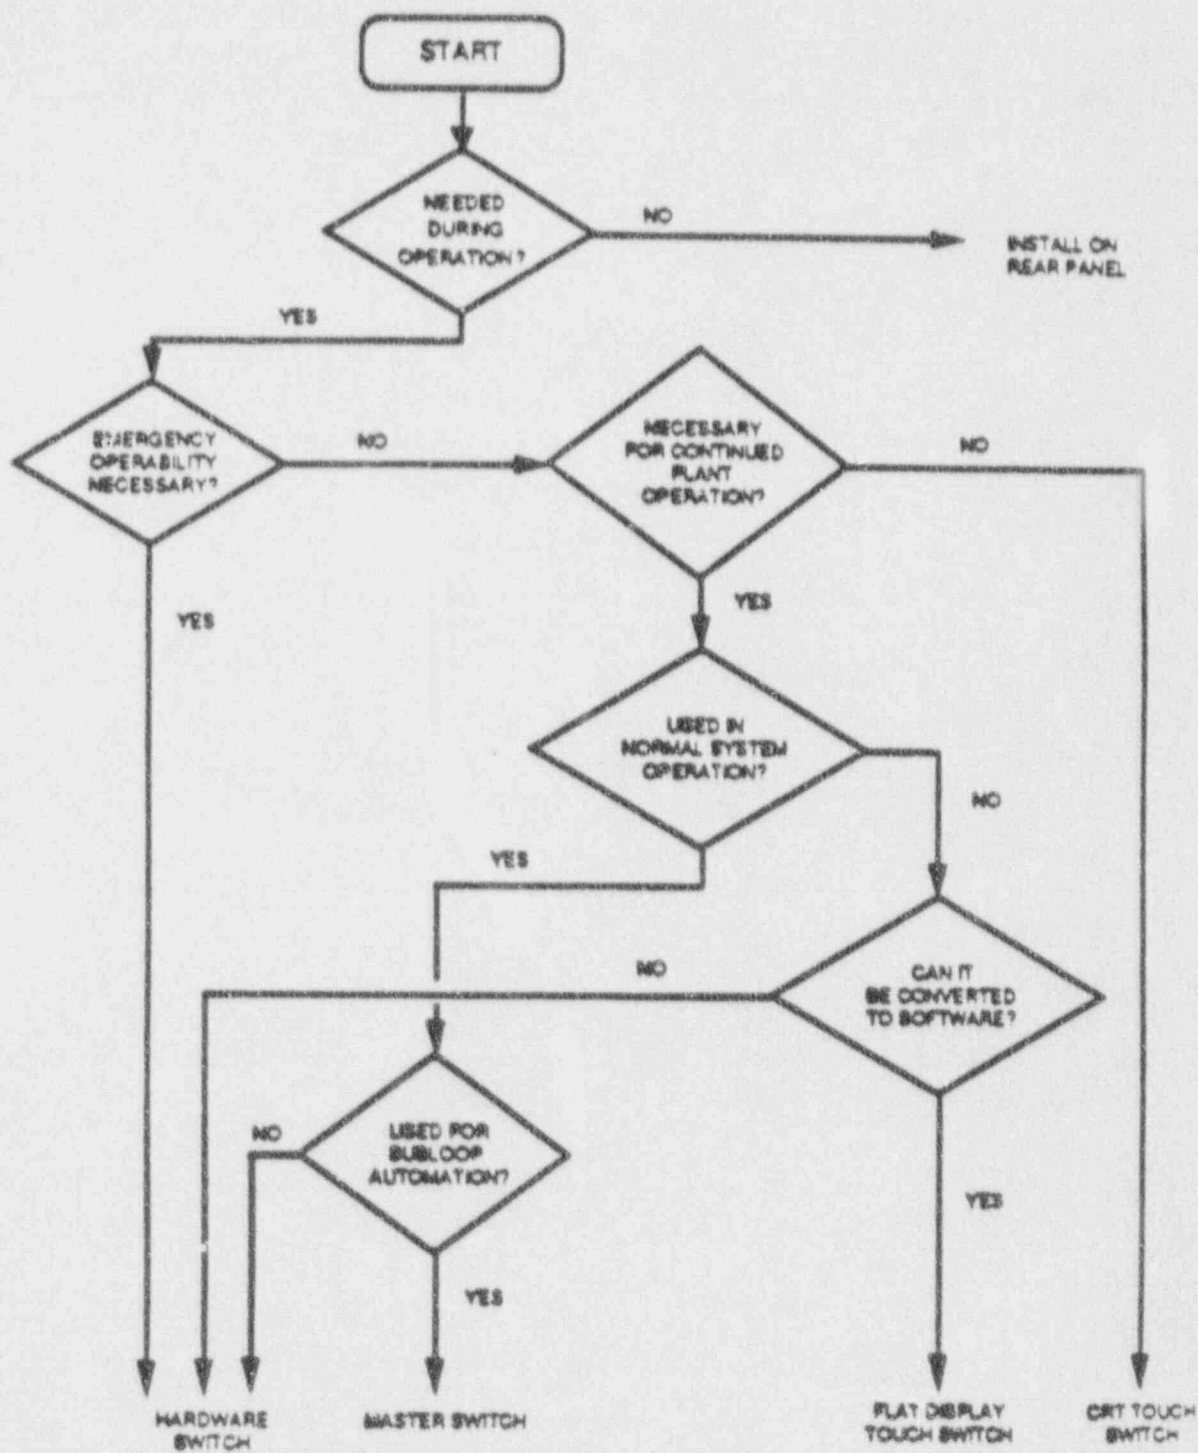 START
NEEDED
DURING
OPERATION?
NO
INSTALL ON
REAR PANEL
YES
EMERGENCY
OPERABILITY
NECESSARY?
NO
NECESSARY
FOR CONTINUED
PLANT
OPERATION?
NO
YES
YES
USED IN
NORMAL SYSTEM
OPERATION?
NO
YES
CAN IT
BE CONVERTED
TO SOFTWARE?
NO
USED FOR
SUBLOOP
AUTOMATION?
NO
YES
YES
HARDWARE
SWITCH
MASTER SWITCH
FLAT DISPLAY
TOUCH SWITCH
CRT TOUCH
SWITCH